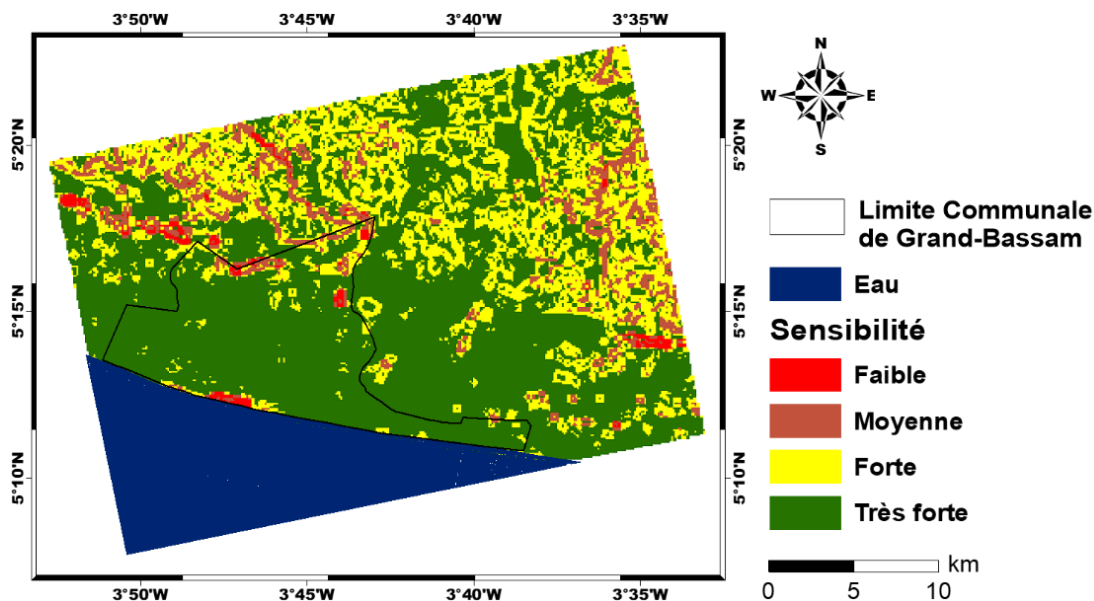 3°50'W 3°45'W 3°40'W 3°35'W
5°20'N
5°15'N
5°10'N
5°20'N
5°15'N
5°10'N
3°50'W 3°45'W 3°40'W 3°35'W
N
W E
S
Limite Communale
de Grand-Bassam
Eau
Sensibilité
Faible
Moyenne
Forte
Très forte
km
0 5 10